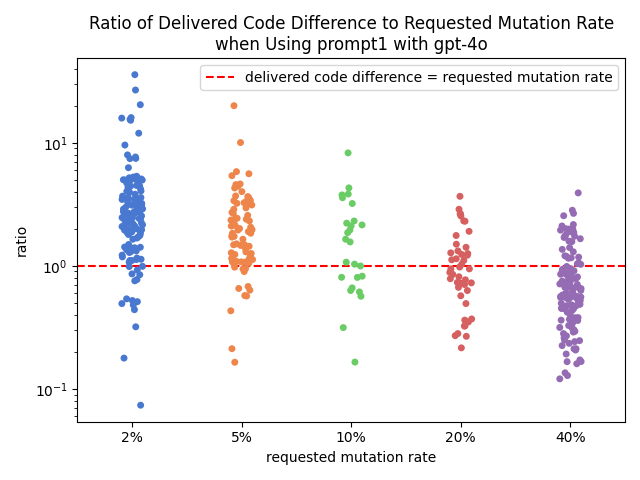 Ratio of Delivered Code Difference to Requested Mutation Rate
when Using prompt1 with gpt-4o
delivered code difference = requested mutation rate
ratio
10¹
10⁰
10⁻¹
2% 5% 10% 20% 40%
requested mutation rate